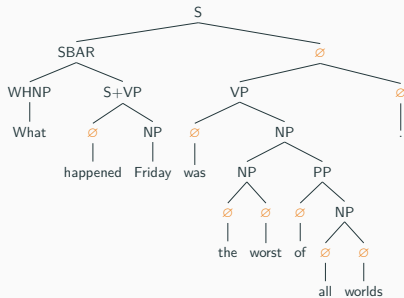 S
SBAR ∅
WHNP S+VP VP ∅
What ∅ NP ∅ NP .
happened Friday was NP PP
∅ ∅ ∅ NP
the worst of ∅ ∅
all worlds